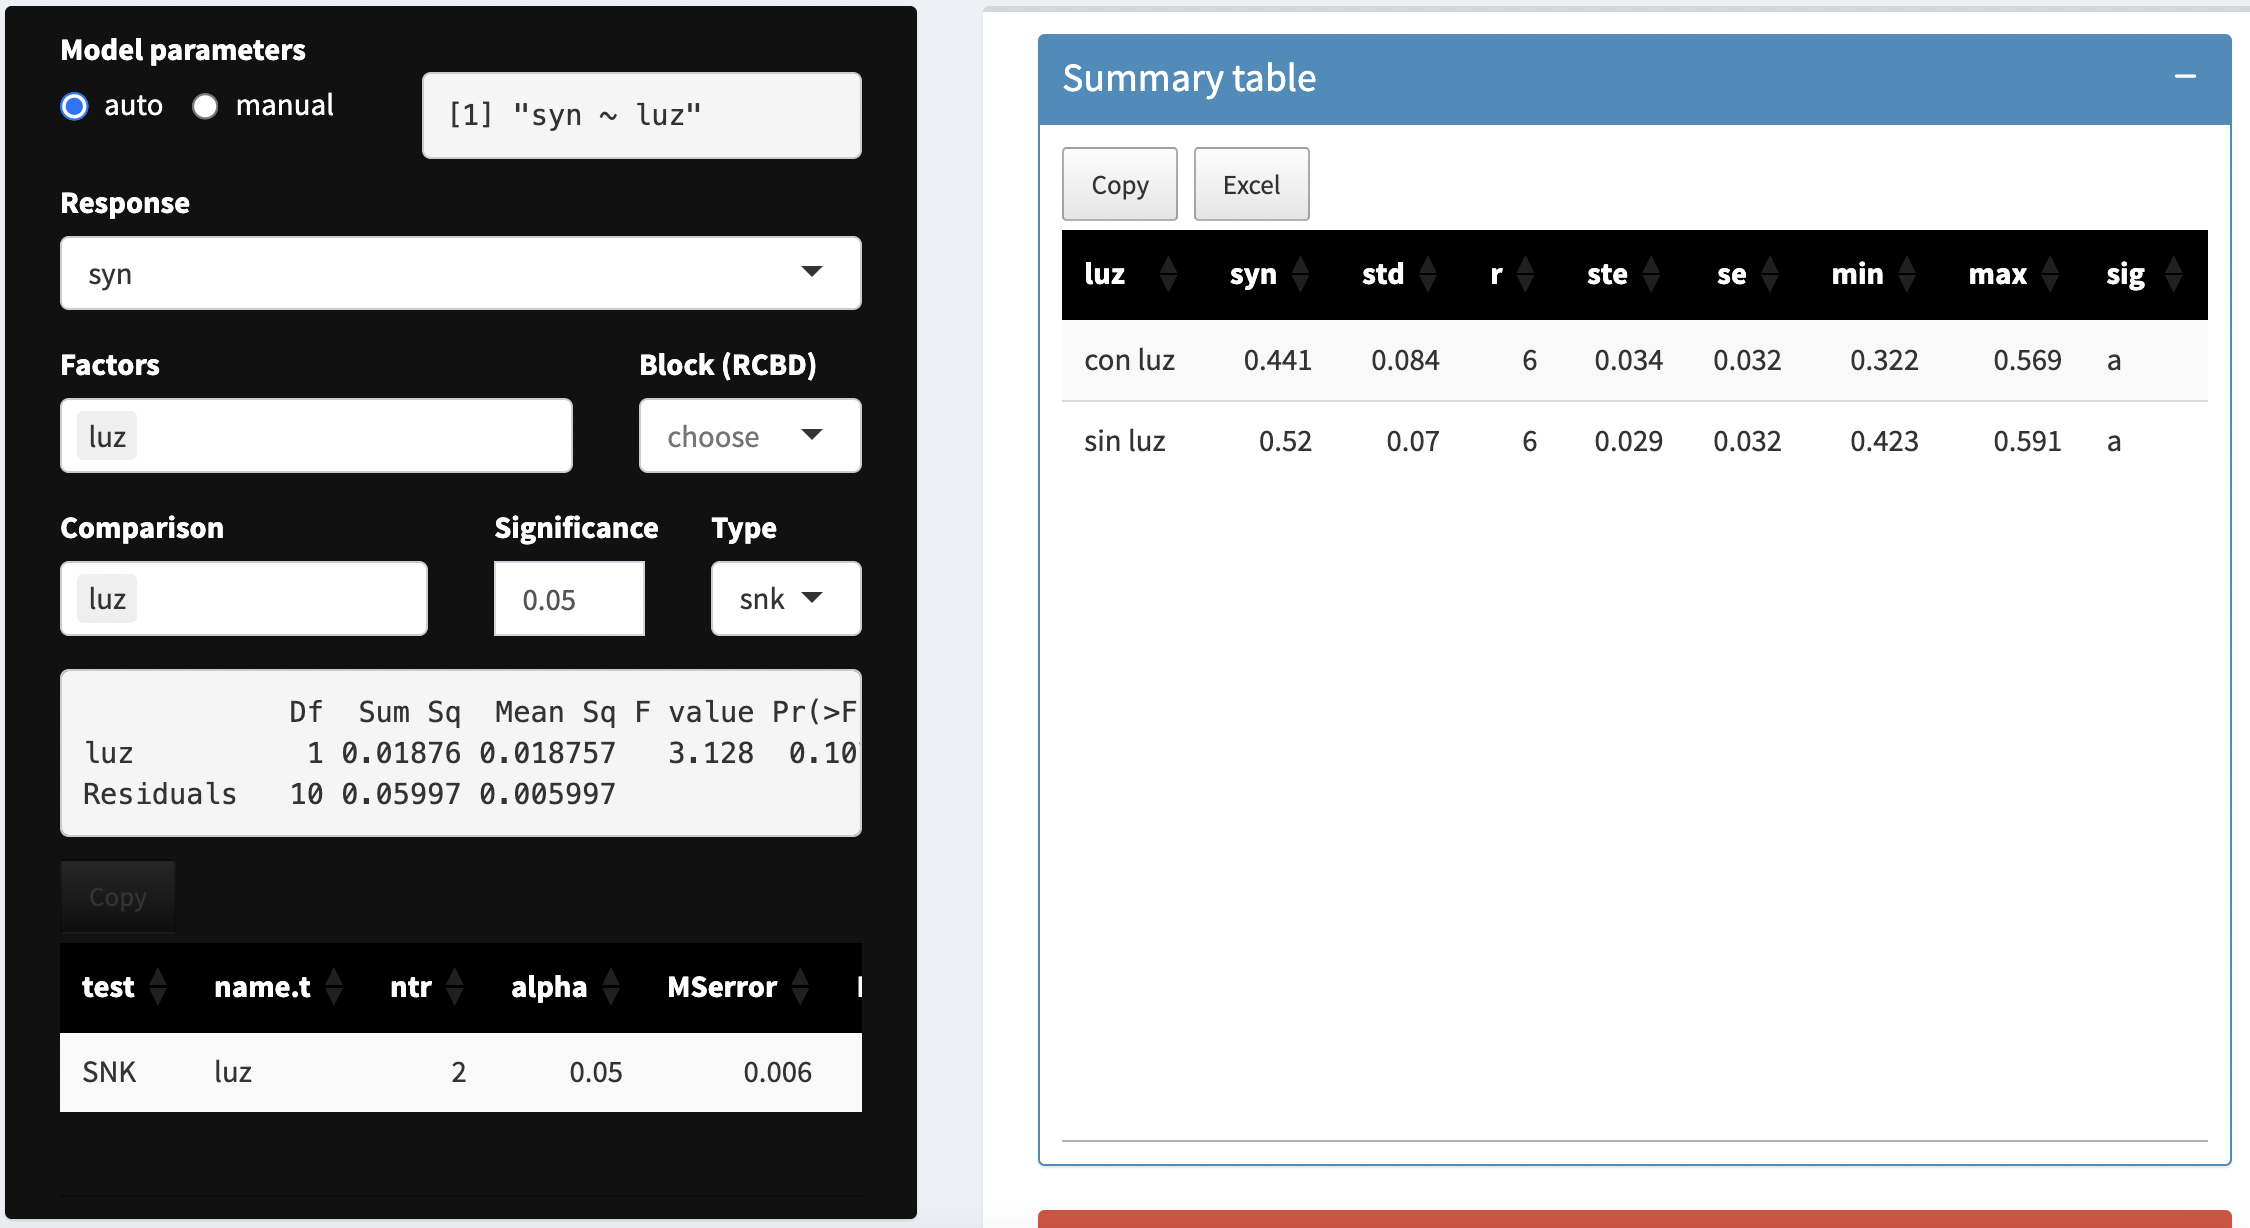 Model parameters
auto manual
[1] "syn ~ luz"
Response
syn
Factors Block (RCBD)
luz choose
Comparison Significance Type
luz 0.05 snk
Df Sum Sq Mean Sq F value Pr(>F
luz 1 0.01876 0.018757 3.128 0.10
Residuals 10 0.05997 0.005997
Copy
test name.t ntr alpha MSerror
SNK luz 2 0.05 0.006
Summary table
Copy Excel
luz syn std r ste se min max sig
con luz 0.441 0.084 6 0.034 0.032 0.322 0.569 a
sin luz 0.52 0.07 6 0.029 0.032 0.423 0.591 a